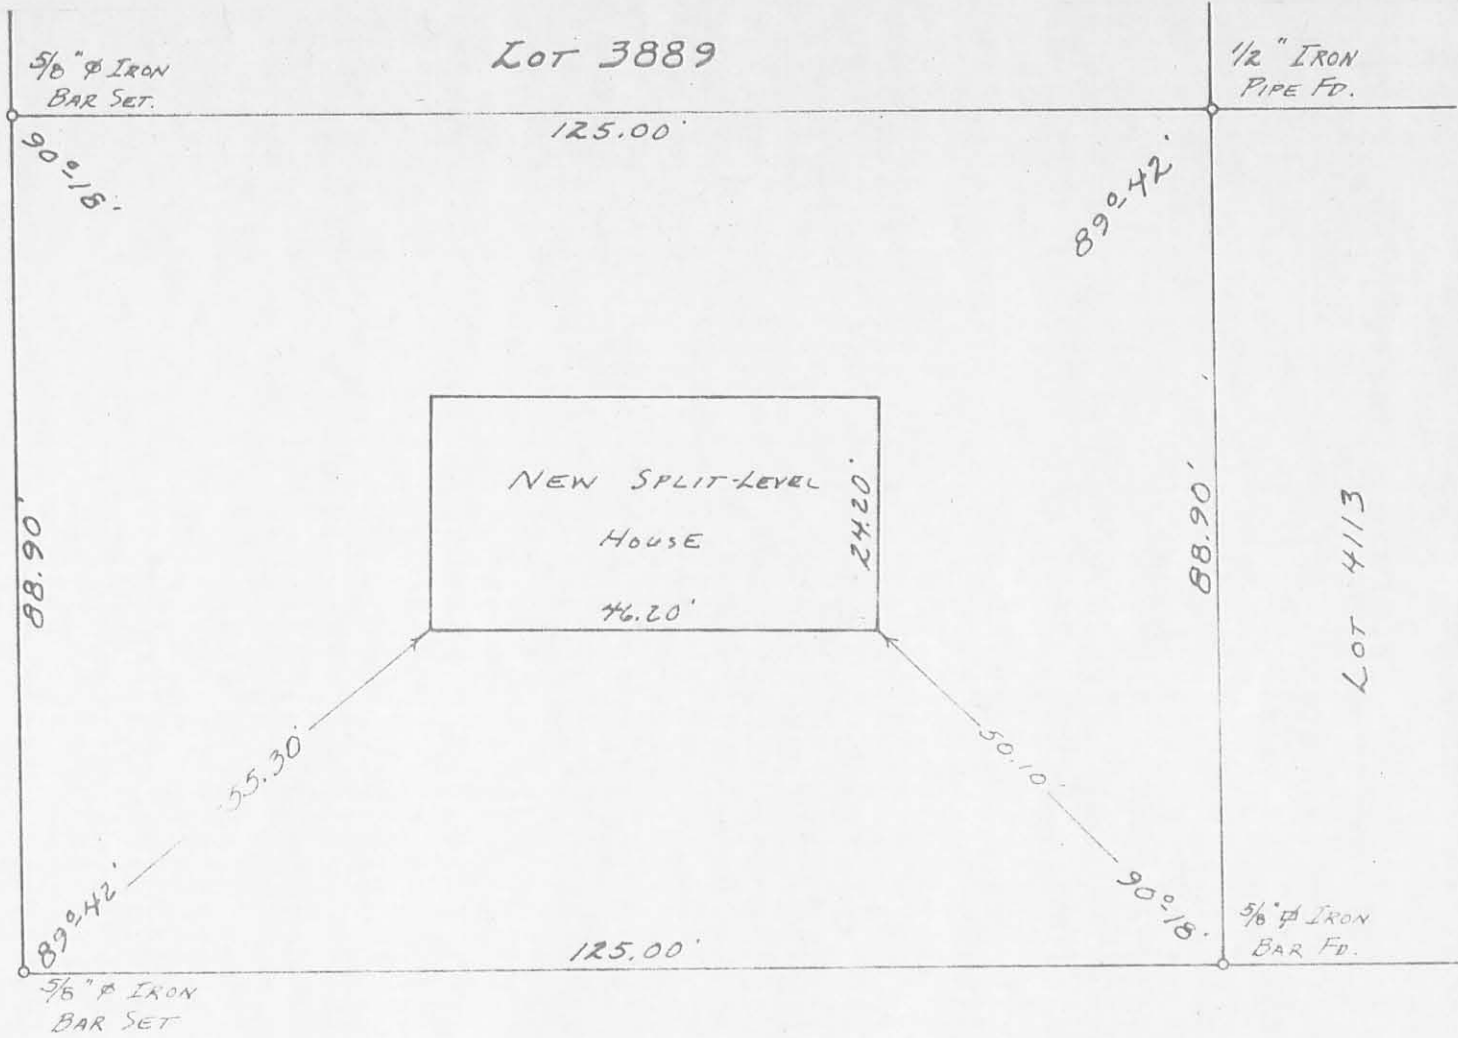 5/8" ⌀ IRON
BAR SET.
LOT 3889
1/2" IRON
PIPE FD.
125.00'
90°-18'
89°-42'
NEW SPLIT-LEVEL
HOUSE
46.20'
24.20'
88.90'
88.90'
LOT 4113
55.30'
50.10'
89°-42'
90°-18'
125.00'
5/8" ⌀ IRON
BAR FD.
5/8" ⌀ IRON
BAR SET